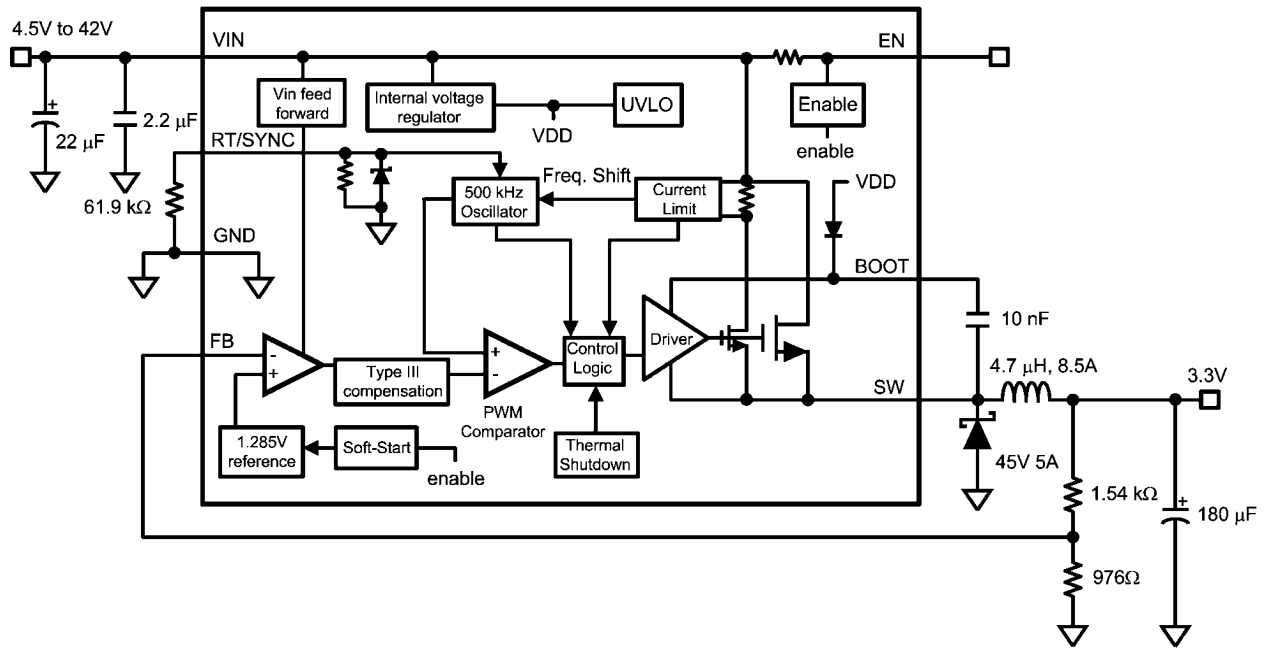 4.5V to 42V
VIN
EN
Vin feed
forward
Internal voltage
regulator
UVLO
Enable
+
22 µF
2.2 µF
VDD
enable
RT/SYNC
Freq. Shift
500 kHz
Oscillator
Current
Limit
VDD
61.9 kΩ
GND
BOOT
10 nF
FB
-
+
Type III
compensation
+
-
PWM
Comparator
Control
Logic
Driver
4.7 µH, 8.5A
3.3V
SW
1.285V
reference
Soft-Start
enable
Thermal
Shutdown
45V 5A
1.54 kΩ
+
180 µF
976Ω